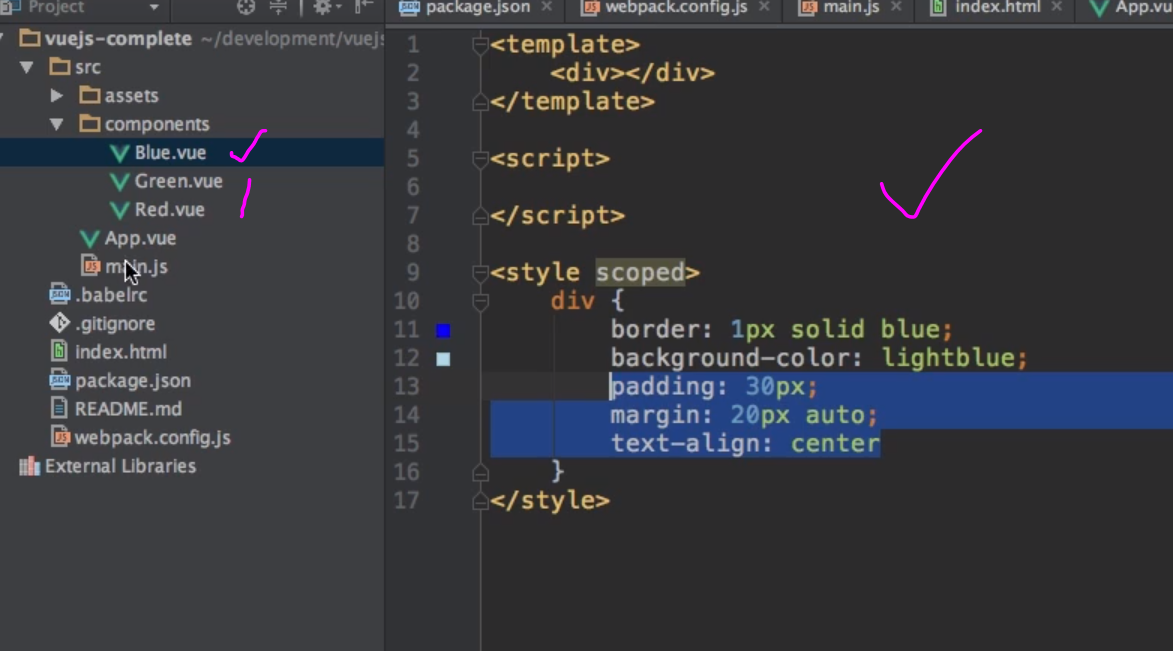 Project
package.json
webpack.config.js
main.js
index.html
App.vu
vuejs-complete ~/development/vuejs
src
assets
components
Blue.vue
Green.vue
Red.vue
App.vue
main.js
.babelrc
.gitignore
index.html
package.json
README.md
webpack.config.js
External Libraries
1 <template>
2 <div></div>
3 </template>
4
5 <script>
6
7 </script>
8
9 <style scoped>
10 div {
11 border: 1px solid blue;
12 background-color: lightblue;
13 padding: 30px;
14 margin: 20px auto;
15 text-align: center
16 }
17 </style>